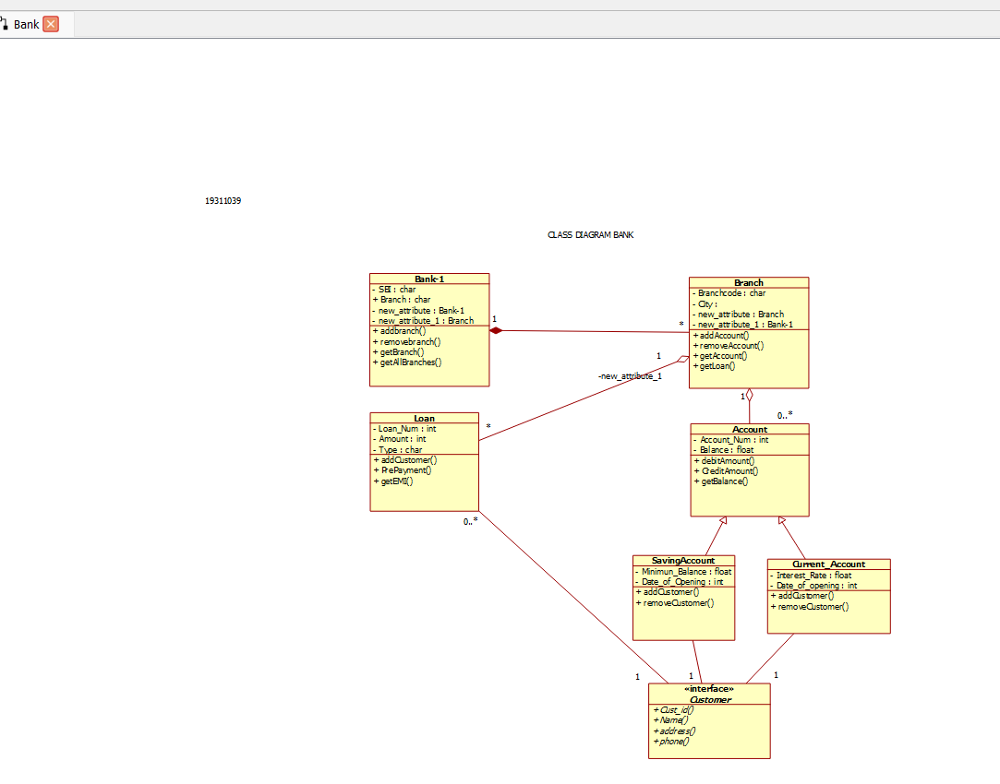 Bank
19311039
CLASS DIAGRAM BANK
Bank-1
- SBI : char
+ Branch : char
- new_attribute : Bank-1
- new_attribute_1 : Branch
+ addbranch()
+ removebranch()
+ getBranch()
+ getAllBranches()
1
*
Branch
- Branchcode : char
- City :
- new_attribute : Branch
- new_attribute_1 : Bank-1
+ addAccount()
+ removeAccount()
+ getAccount()
+ getLoan()
1
-new_attribute_1
*
1
0..*
Loan
- Loan_Num : int
- Amount : int
- Type : char
+ addCustomer()
+ PrePayment()
+ getEMI()
0..*
Account
- Account_Num : int
- Balance : float
+ debitAmount()
+ CreditAmount()
+ getBalance()
SavingAccount
- Minimun_Balance : float
- Date_of_Opening : int
+ addCustomer()
+ removeCustomer()
Current_Account
- Interest_Rate : float
- Date_of_opening : int
+ addCustomer()
+ removeCustomer()
1
1
1
«interface»
Customer
+ Cust_id()
+ Name()
+ address()
+ phone()